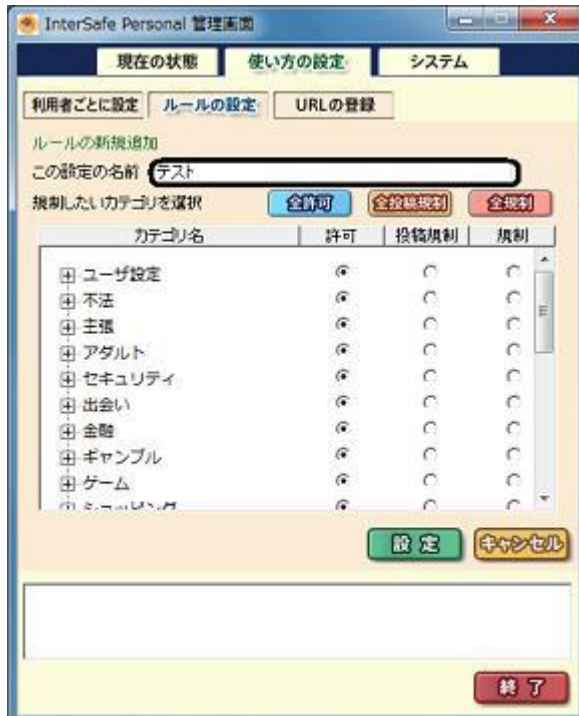 InterSafe Personal 管理画面
現在の状態 使い方の設定 システム
利用者ごとに設定 ルールの設定 URLの登録
ルールの新規追加
この設定の名前 テスト
規制したいカテゴリを選択 全許可 全投稿規制 全規制
カテゴリ名 許可 投稿規制 規制
ユーザ設定
不法
主張
アダルト
セキュリティ
出会い
金融
ギャンブル
ゲーム
ショッピング
設定 キャンセル
終了